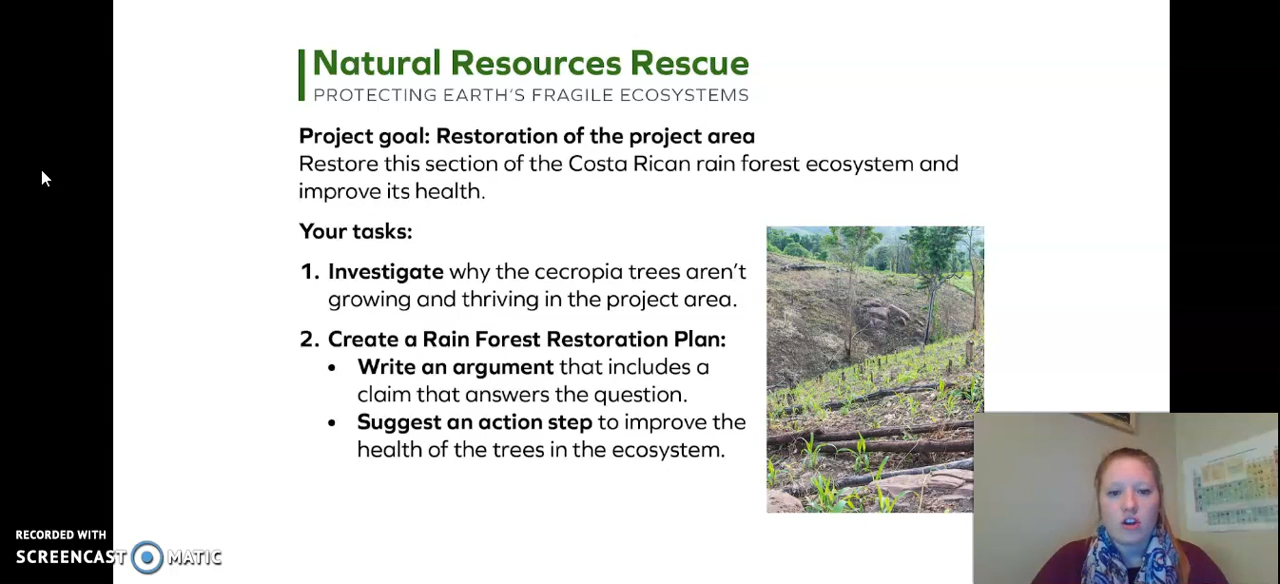 Natural Resources Rescue
PROTECTING EARTH'S FRAGILE ECOSYSTEMS
Project goal: Restoration of the project area
Restore this section of the Costa Rican rain forest ecosystem and
improve its health.
Your tasks:
1. Investigate why the cecropia trees aren't
growing and thriving in the project area.
2. Create a Rain Forest Restoration Plan:
• Write an argument that includes a
claim that answers the question.
• Suggest an action step to improve the
health of the trees in the ecosystem.
RECORDED WITH
SCREENCAST MATIC